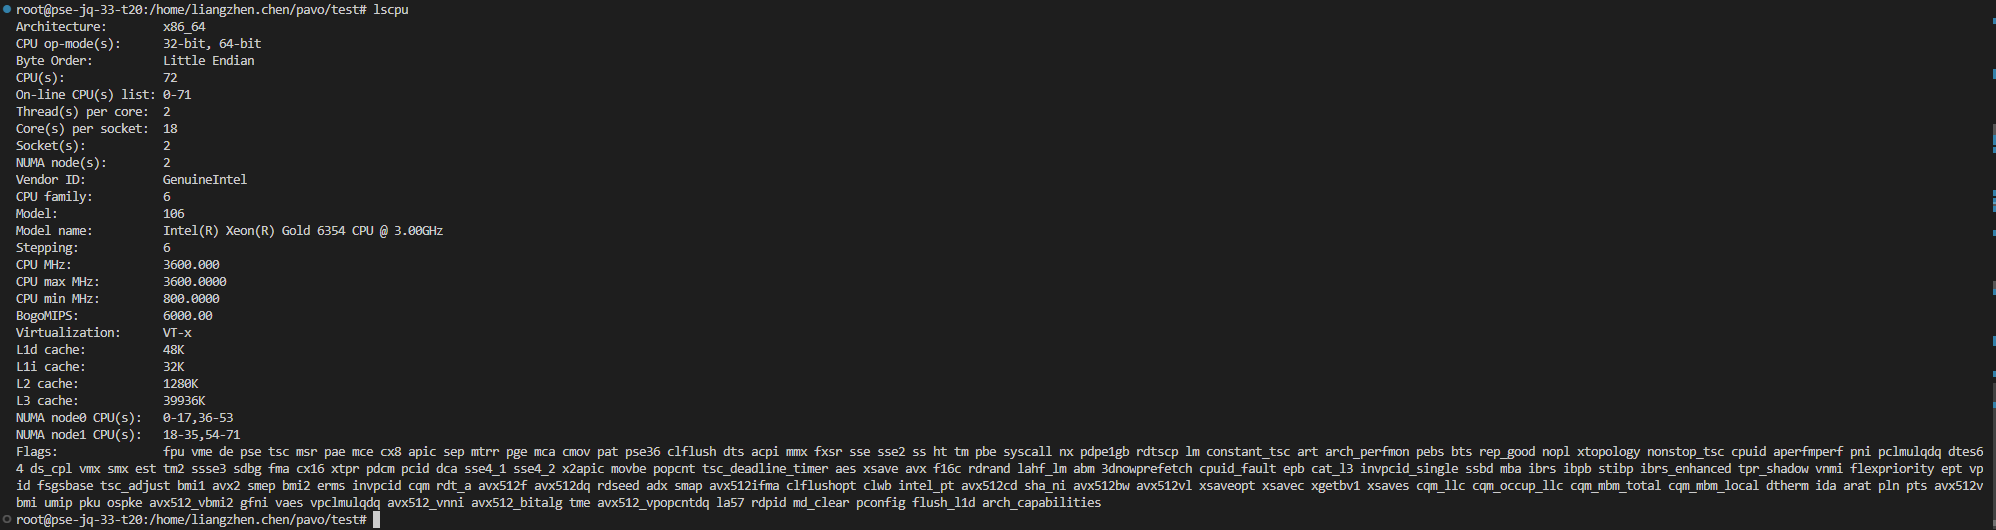 root@pse-jq-33-t20:/home/liangzhen.chen/pavo/test# lscpu
Architecture:        x86_64
CPU op-mode(s):      32-bit, 64-bit
Byte Order:          Little Endian
CPU(s):              72
On-line CPU(s) list: 0-71
Thread(s) per core:  2
Core(s) per socket:  18
Socket(s):           2
NUMA node(s):        2
Vendor ID:           GenuineIntel
CPU family:          6
Model:               106
Model name:          Intel(R) Xeon(R) Gold 6354 CPU @ 3.00GHz
Stepping:            6
CPU MHz:             3600.000
CPU max MHz:         3600.0000
CPU min MHz:         800.0000
BogoMIPS:            6000.00
Virtualization:      VT-x
L1d cache:           48K
L1i cache:           32K
L2 cache:            1280K
L3 cache:            39936K
NUMA node0 CPU(s):   0-17,36-53
NUMA node1 CPU(s):   18-35,54-71
Flags:               fpu vme de pse tsc msr pae mce cx8 apic sep mtrr pge mca cmov pat pse36 clflush dts acpi mmx fxsr sse sse2 ss ht tm pbe syscall nx pdpe1gb rdtscp lm constant_tsc art arch_perfmon pebs bts rep_good nopl xtopology nonstop_tsc cpuid aperfmperf pni pclmulqdq dtes6
4 ds_cpl vmx smx est tm2 ssse3 sdbg fma cx16 xtpr pdcm pcid dca sse4_1 sse4_2 x2apic movbe popcnt tsc_deadline_timer aes xsave avx f16c rdrand lahf_lm abm 3dnowprefetch cpuid_fault epb cat_l3 invpcid_single ssbd mba ibrs ibpb stibp ibrs_enhanced tpr_shadow vnmi flexpriority ept vp
id fsgsbase tsc_adjust bmi1 avx2 smep bmi2 erms invpcid cqm rdt_a avx512f avx512dq rdseed adx smap avx512ifma clflushopt clwb intel_pt avx512cd sha_ni avx512bw avx512vl xsaveopt xsavec xgetbv1 xsaves cqm_llc cqm_occup_llc cqm_mbm_total cqm_mbm_local dtherm ida arat pln pts avx512v
bmi umip pku ospke avx512_vbmi2 gfni vaes vpclmulqdq avx512_vnni avx512_bitalg tme avx512_vpopcntdq la57 rdpid md_clear pconfig flush_l1d arch_capabilities
root@pse-jq-33-t20:/home/liangzhen.chen/pavo/test#